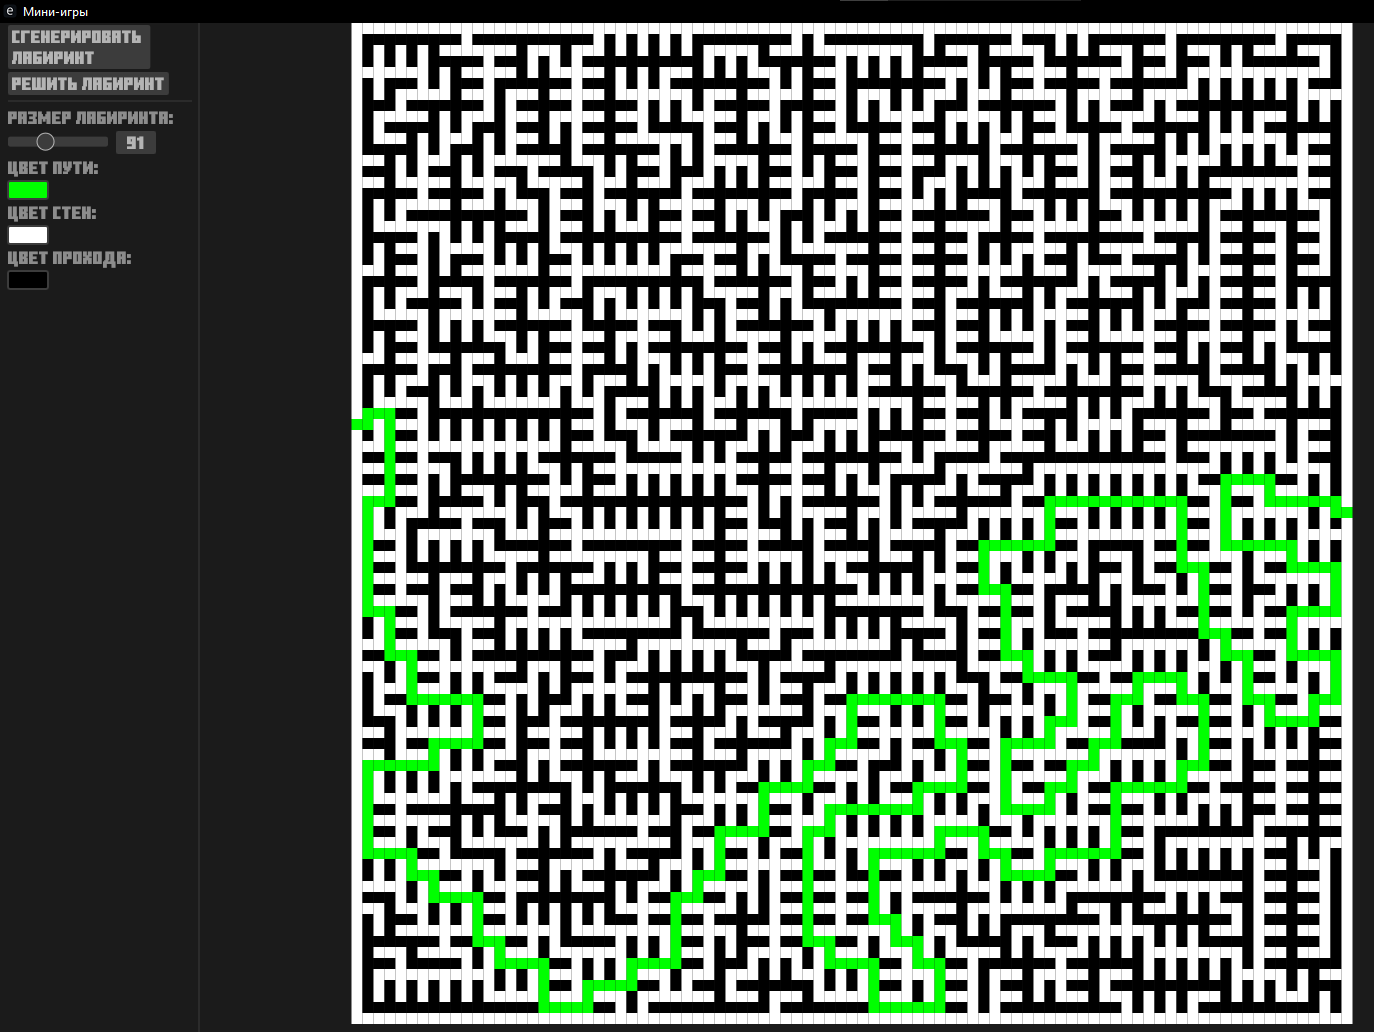 Мини-игры
СГЕНЕРИРОВАТЬ
ЛАБИРИНТ
РЕШИТЬ ЛАБИРИНТ
РАЗМЕР ЛАБИРИНТА:
91
ЦВЕТ ПУТИ:
ЦВЕТ СТЕН:
ЦВЕТ ПРОХОДА: